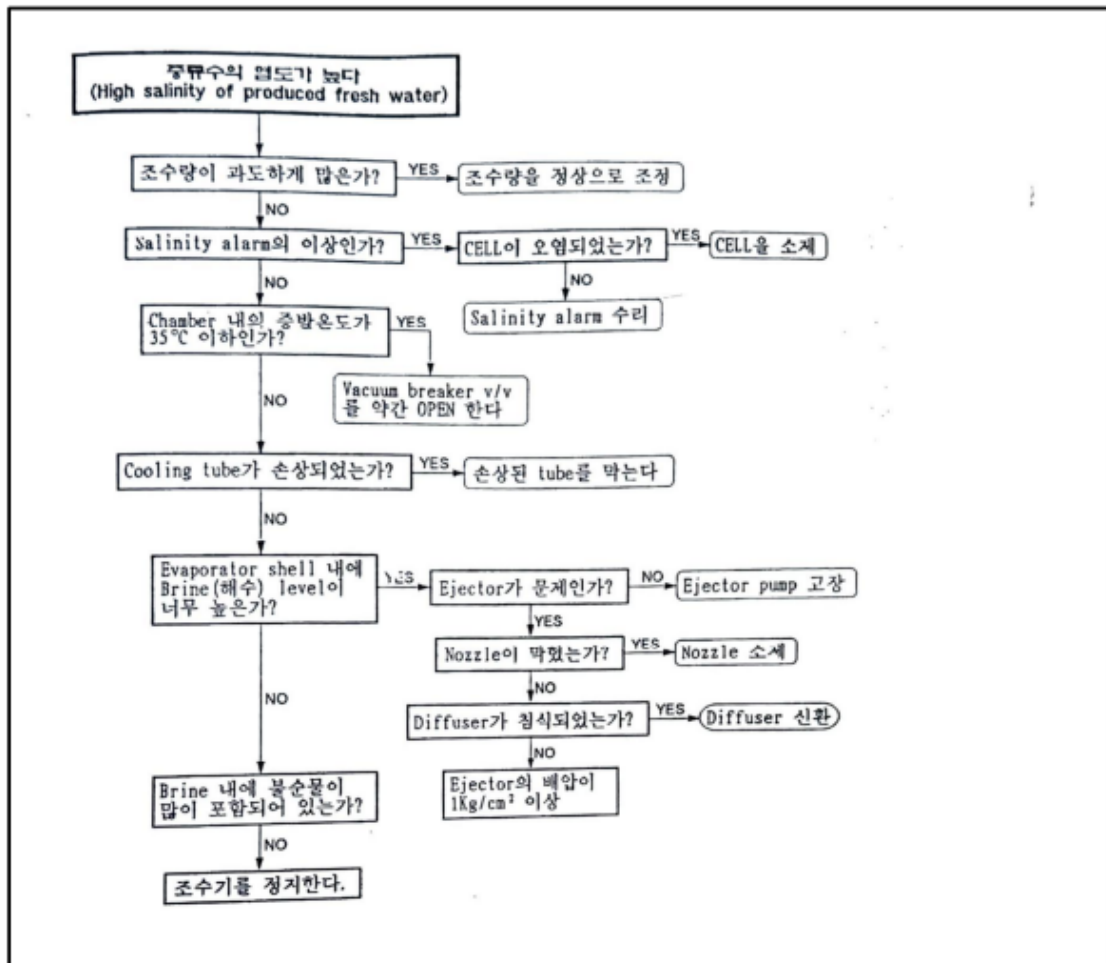 증류수의 염도가 높다
(High salinity of produced fresh water)
조수량이 과도하게 많은가?
YES
조수량을 정상으로 조정
NO
Salinity alarm의 이상인가?
YES
CELL이 오염되었는가?
YES
CELL을 소제
NO
NO
Salinity alarm 수리
Chamber 내의 증발온도가
35°C 이하인가?
YES
Vacuum breaker v/v
를 약간 OPEN 한다
NO
Cooling tube가 손상되었는가?
YES
손상된 tube를 막는다
NO
Evaporator shell 내에
Brine(해수) level이
너무 높은가?
YES
Ejector가 문제인가?
NO
Ejector pump 고장
YES
Nozzle이 막혔는가?
YES
Nozzle 소제
NO
NO
Diffuser가 침식되었는가?
YES
Diffuser 신환
NO
Ejector의 배압이
1Kg/cm² 이상
Brine 내에 불순물이
많이 포함되어 있는가?
NO
조수기를 정지한다.